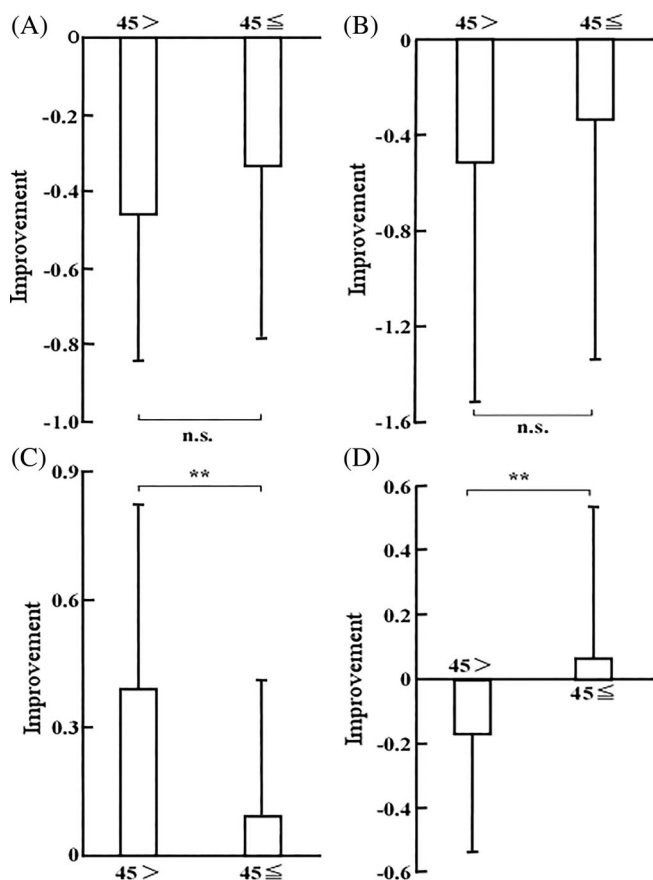 (A)
45＞ 45≦
0
-0.2
-0.4
-0.6
-0.8
-1.0
Improvement
n.s.
(B)
45＞ 45≦
0
-0.4
-0.8
-1.2
-1.6
Improvement
n.s.
(C)
0.9
0.6
0.3
0
Improvement
**
45＞ 45≦
(D)
0.6
0.4
0.2
0
-0.2
-0.4
-0.6
Improvement
**
45＞
45≦